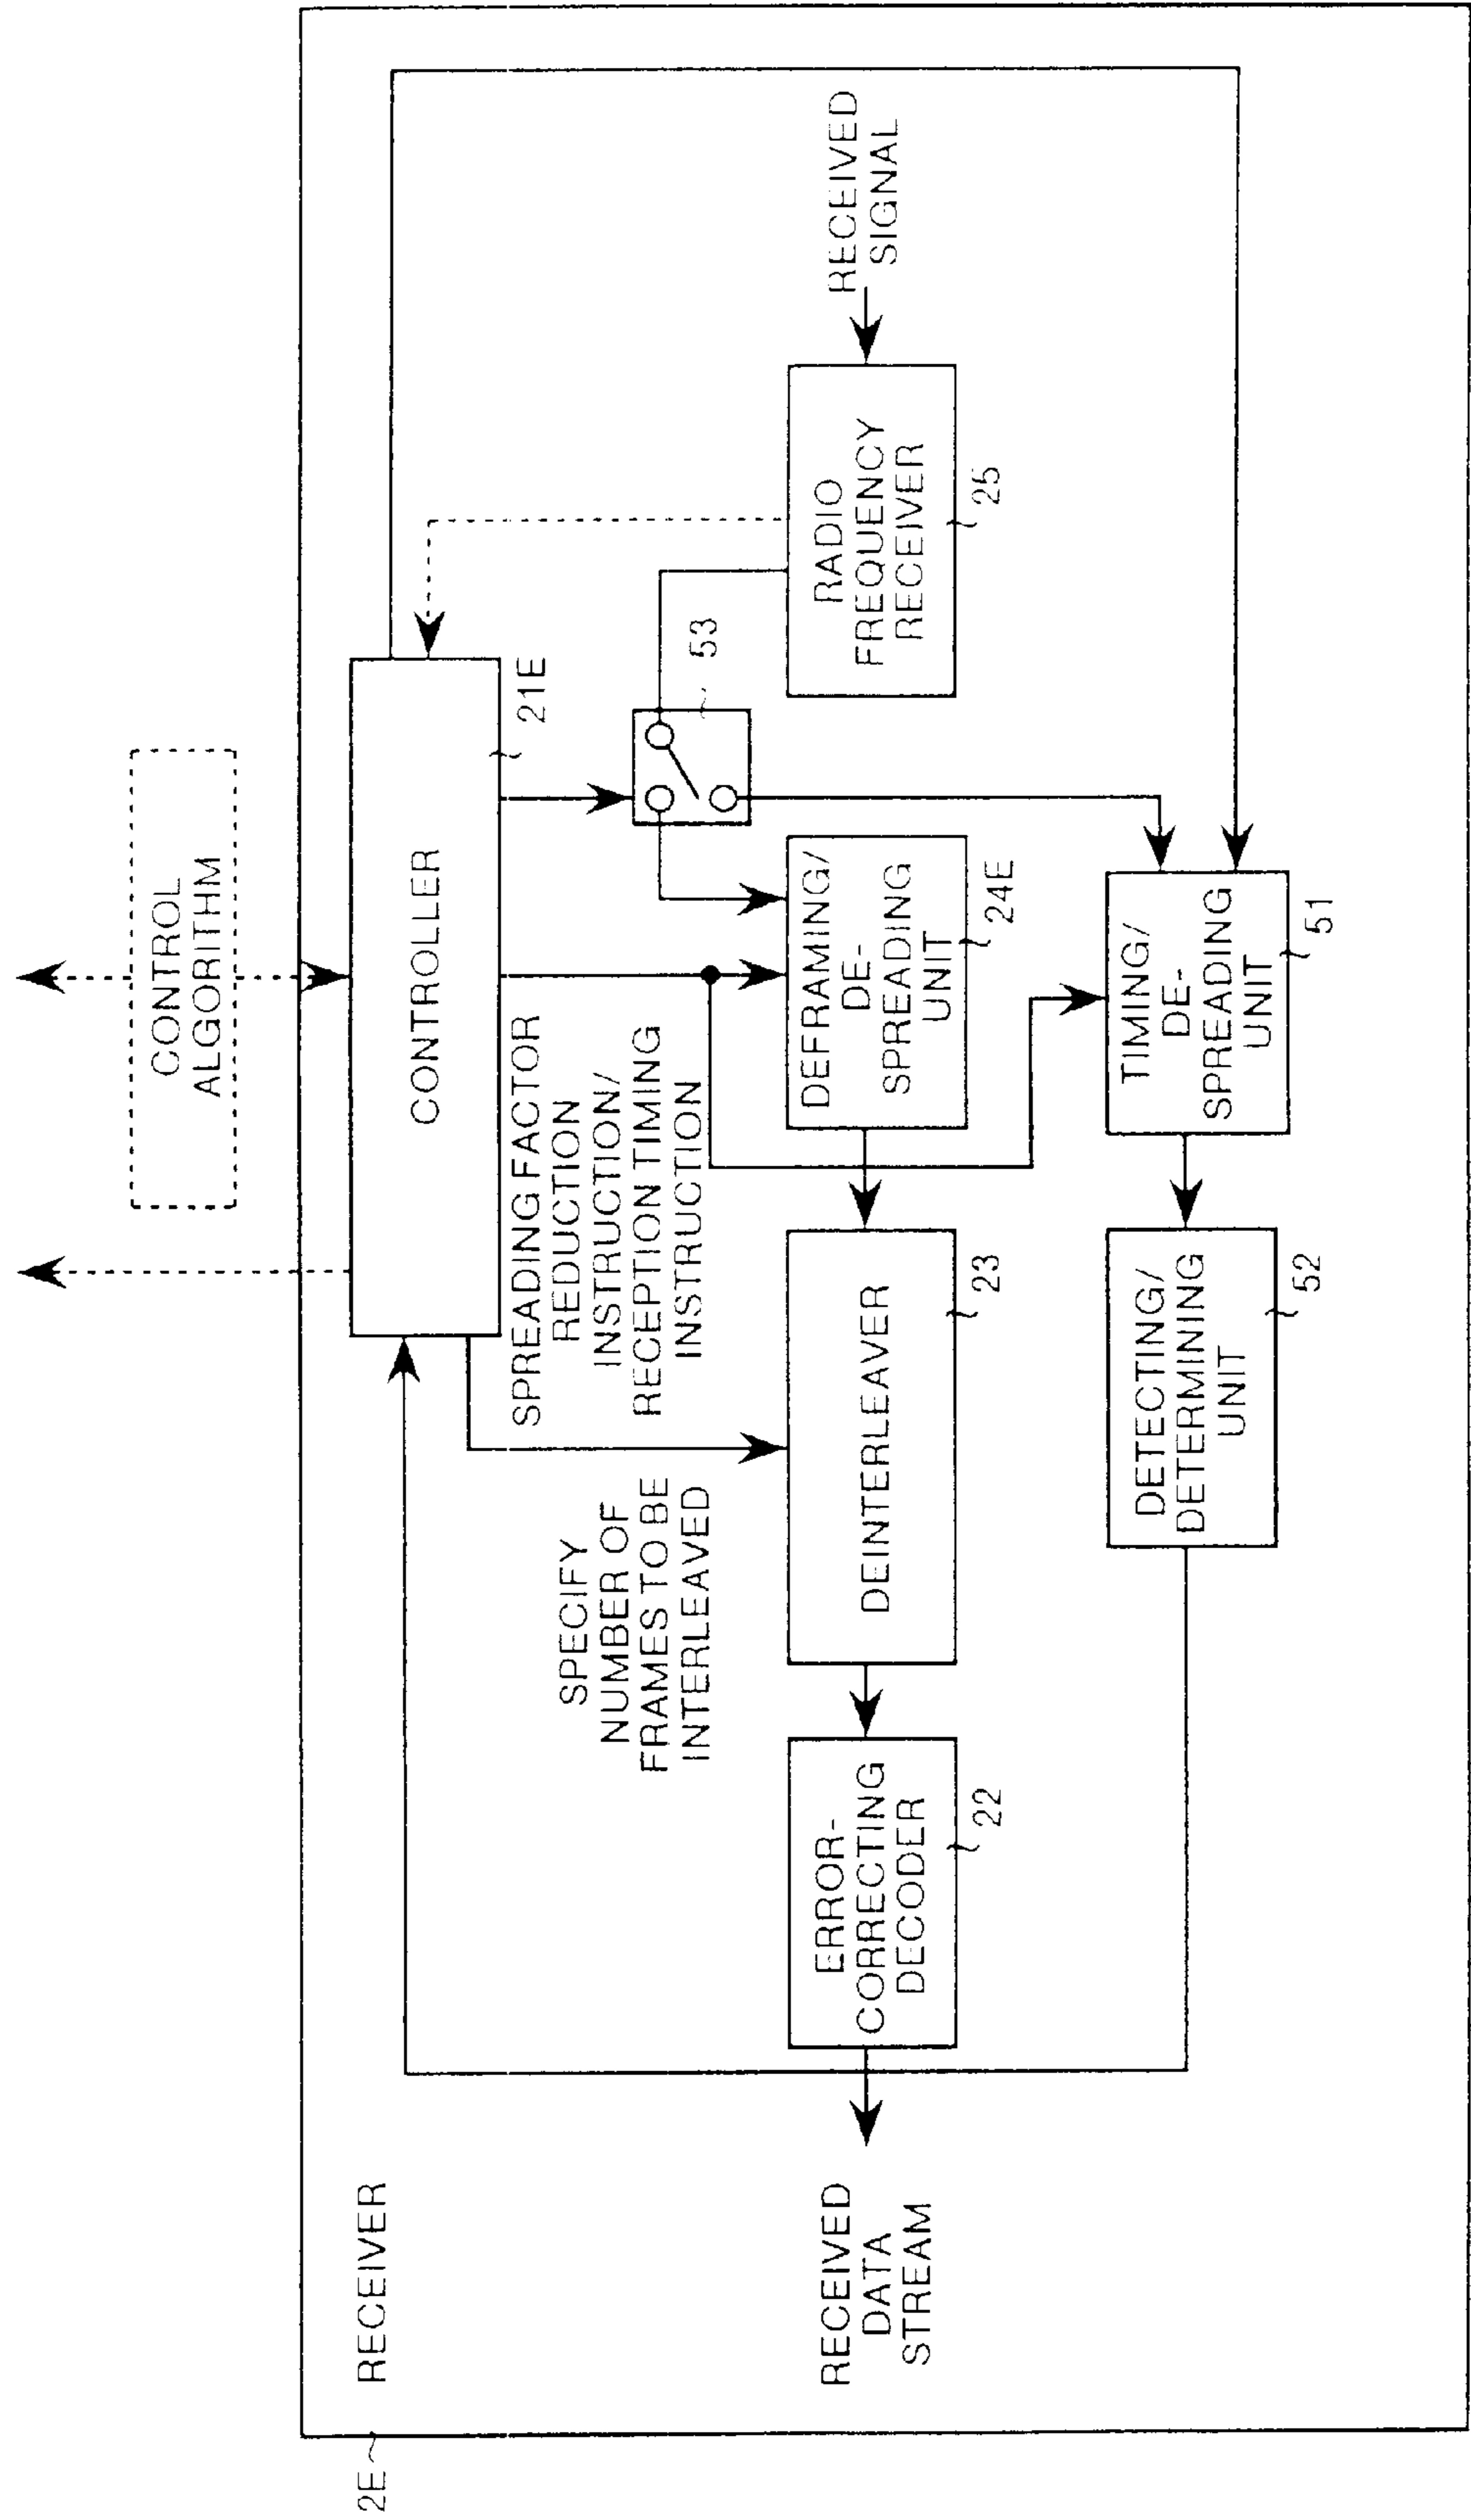 2E
RECEIVER
CONTROL
ALGORITHM
CONTROLLER
21E
SPREADING FACTOR
REDUCTION
INSTRUCTION/
RECEPTION TIMING
INSTRUCTION
SPECIFY
NUMBER OF
FRAMES TO BE
INTERLEAVED
53
RECEIVED
DATA
STREAM
ERROR-
CORRECTING
DECODER
22
DEINTERLEAVER
23
DEFRAMING/
DE-
SPREADING
UNIT
24E
RADIO
FREQUENCY
RECEIVER
25
RECEIVED
SIGNAL
DETECTING/
DETERMINING
UNIT
52
TIMING/
DE-
SPREADING
UNIT
51